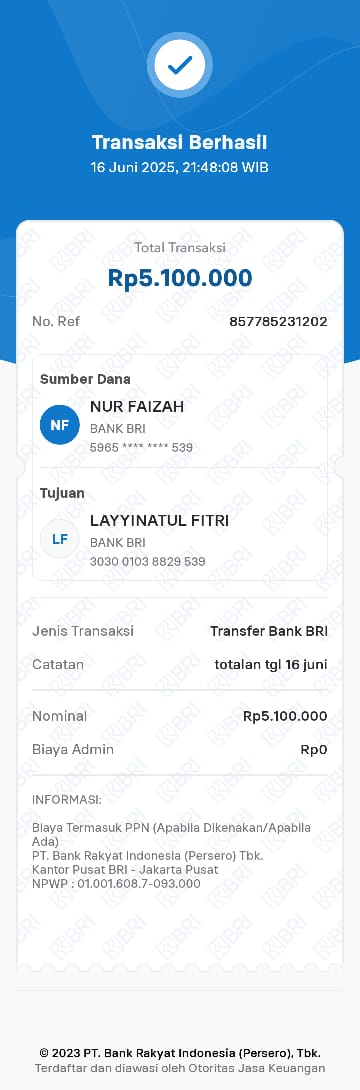 Transaksi Berhasil
16 Juni 2025, 21:48:08 WIB
Total Transaksi
Rp5.100.000
No. Ref 857785231202
Sumber Dana
NF NUR FAIZAH
BANK BRI
5965 **** **** 539
Tujuan
LF LAYYINATUL FITRI
BANK BRI
3030 0103 8829 539
Jenis Transaksi Transfer Bank BRI
Catatan totalan tgl 16 juni
Nominal Rp5.100.000
Biaya Admin Rp0
INFORMASI:
Biaya Termasuk PPN (Apabila Dikenakan/Apabila
Ada)
PT. Bank Rakyat Indonesia (Persero) Tbk.
Kantor Pusat BRI - Jakarta Pusat
NPWP : 01.001.608.7-093.000
© 2023 PT. Bank Rakyat Indonesia (Persero), Tbk.
Terdaftar dan diawasi oleh Otoritas Jasa Keuangan